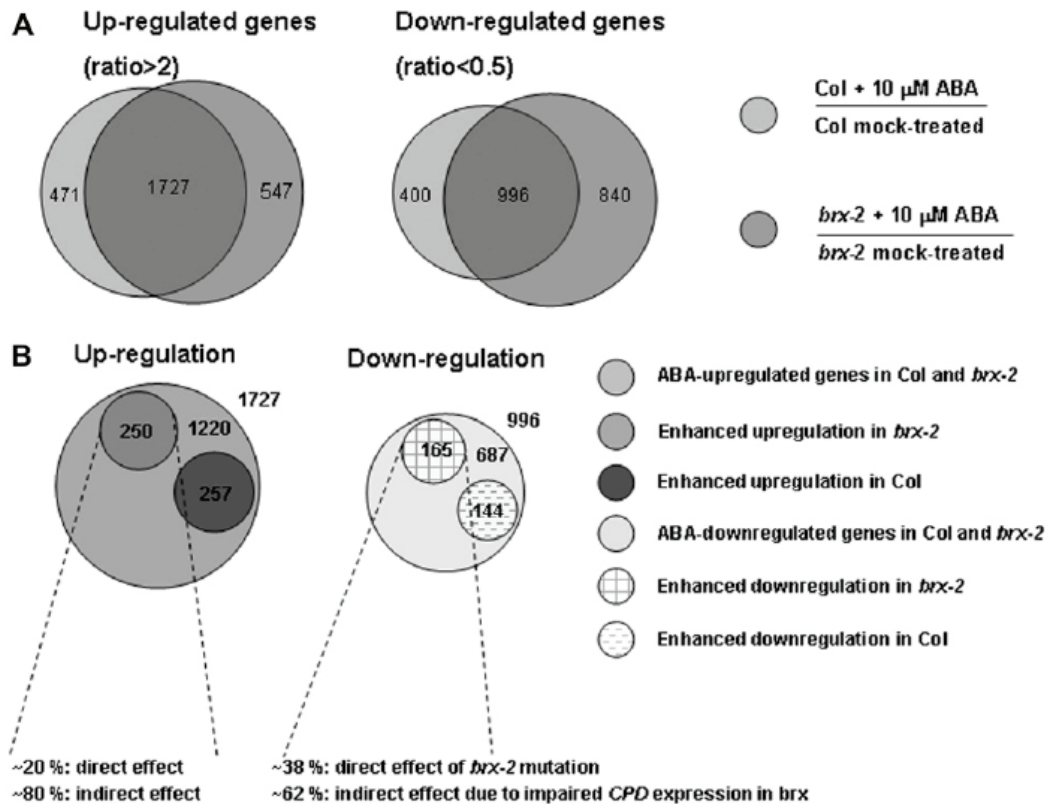 A
Up-regulated genes
(ratio>2)
Down-regulated genes
(ratio<0.5)
471
1727
547
400
996
840
Col + 10 µM ABA
Col mock-treated
brx-2 + 10 µM ABA
brx-2 mock-treated
B
Up-regulation
Down-regulation
1727
1220
250
257
996
687
165
144
ABA-upregulated genes in Col and brx-2
Enhanced upregulation in brx-2
Enhanced upregulation in Col
ABA-downregulated genes in Col and brx-2
Enhanced downregulation in brx-2
Enhanced downregulation in Col
~20 %: direct effect
~80 %: indirect effect
~38 %: direct effect of brx-2 mutation
~62 %: indirect effect due to impaired CPD expression in brx